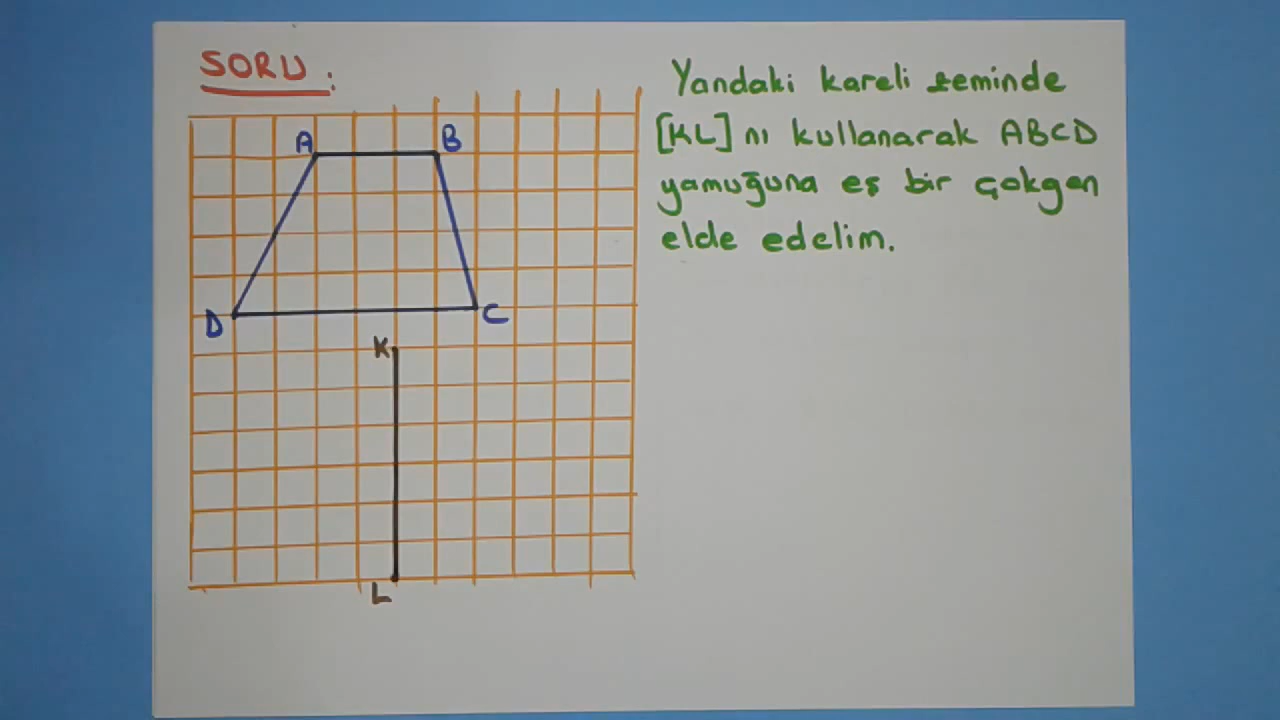 SORU :
Yandaki kareli zeminde
[KL] nı kullanarak ABCD
yamuğuna eş bir çokgen
elde edelim.
A
B
D
C
K
L